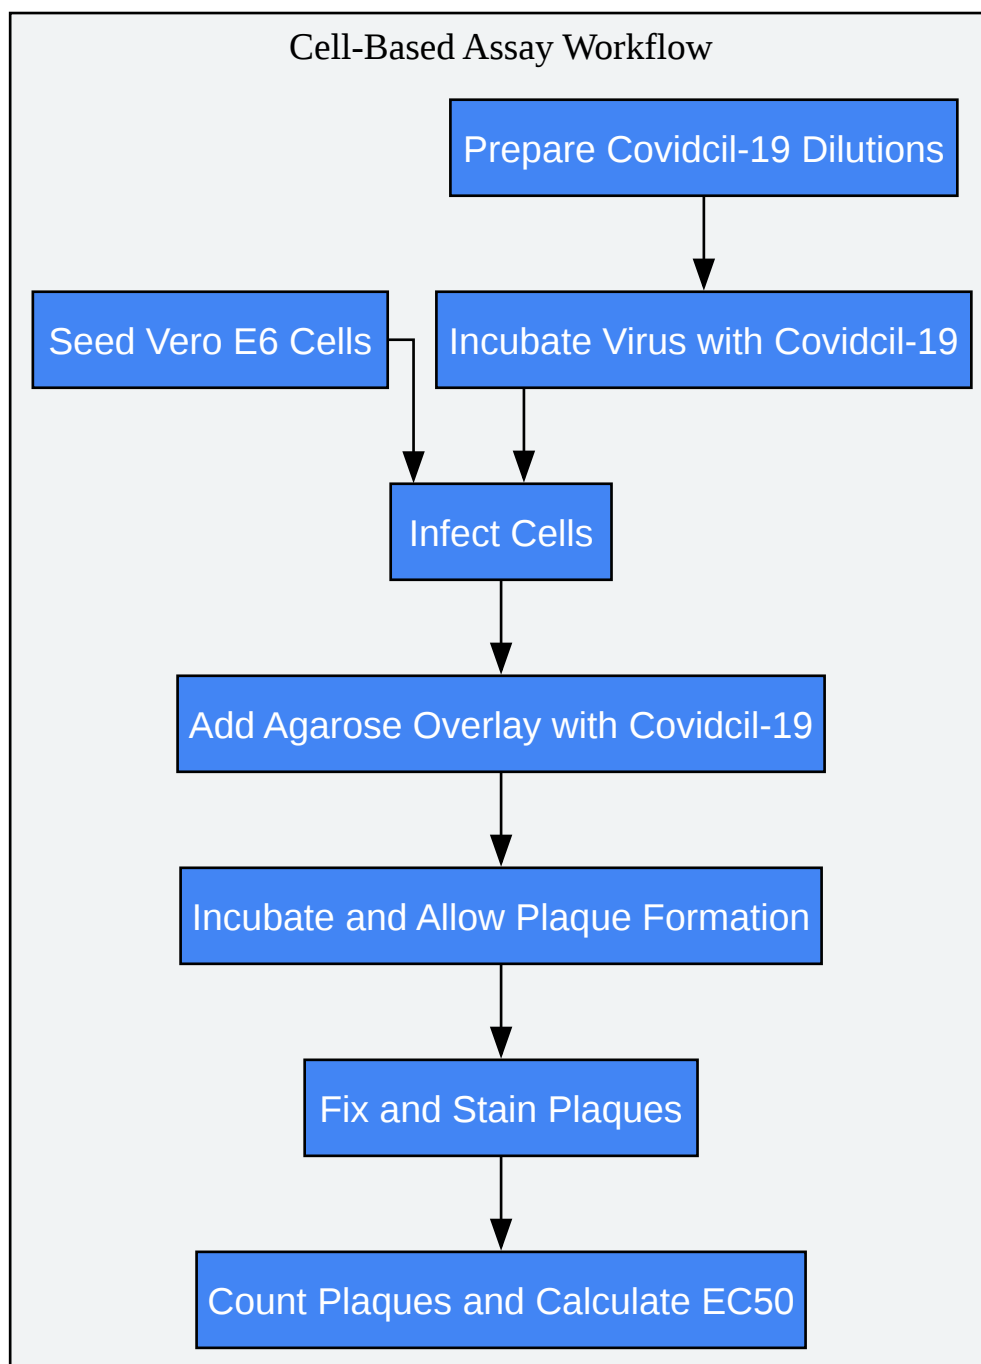 Cell-Based Assay Workflow
Prepare Covidcil-19 Dilutions
Seed Vero E6 Cells
Incubate Virus with Covidcil-19
Infect Cells
Add Agarose Overlay with Covidcil-19
Incubate and Allow Plaque Formation
Fix and Stain Plaques
Count Plaques and Calculate EC50